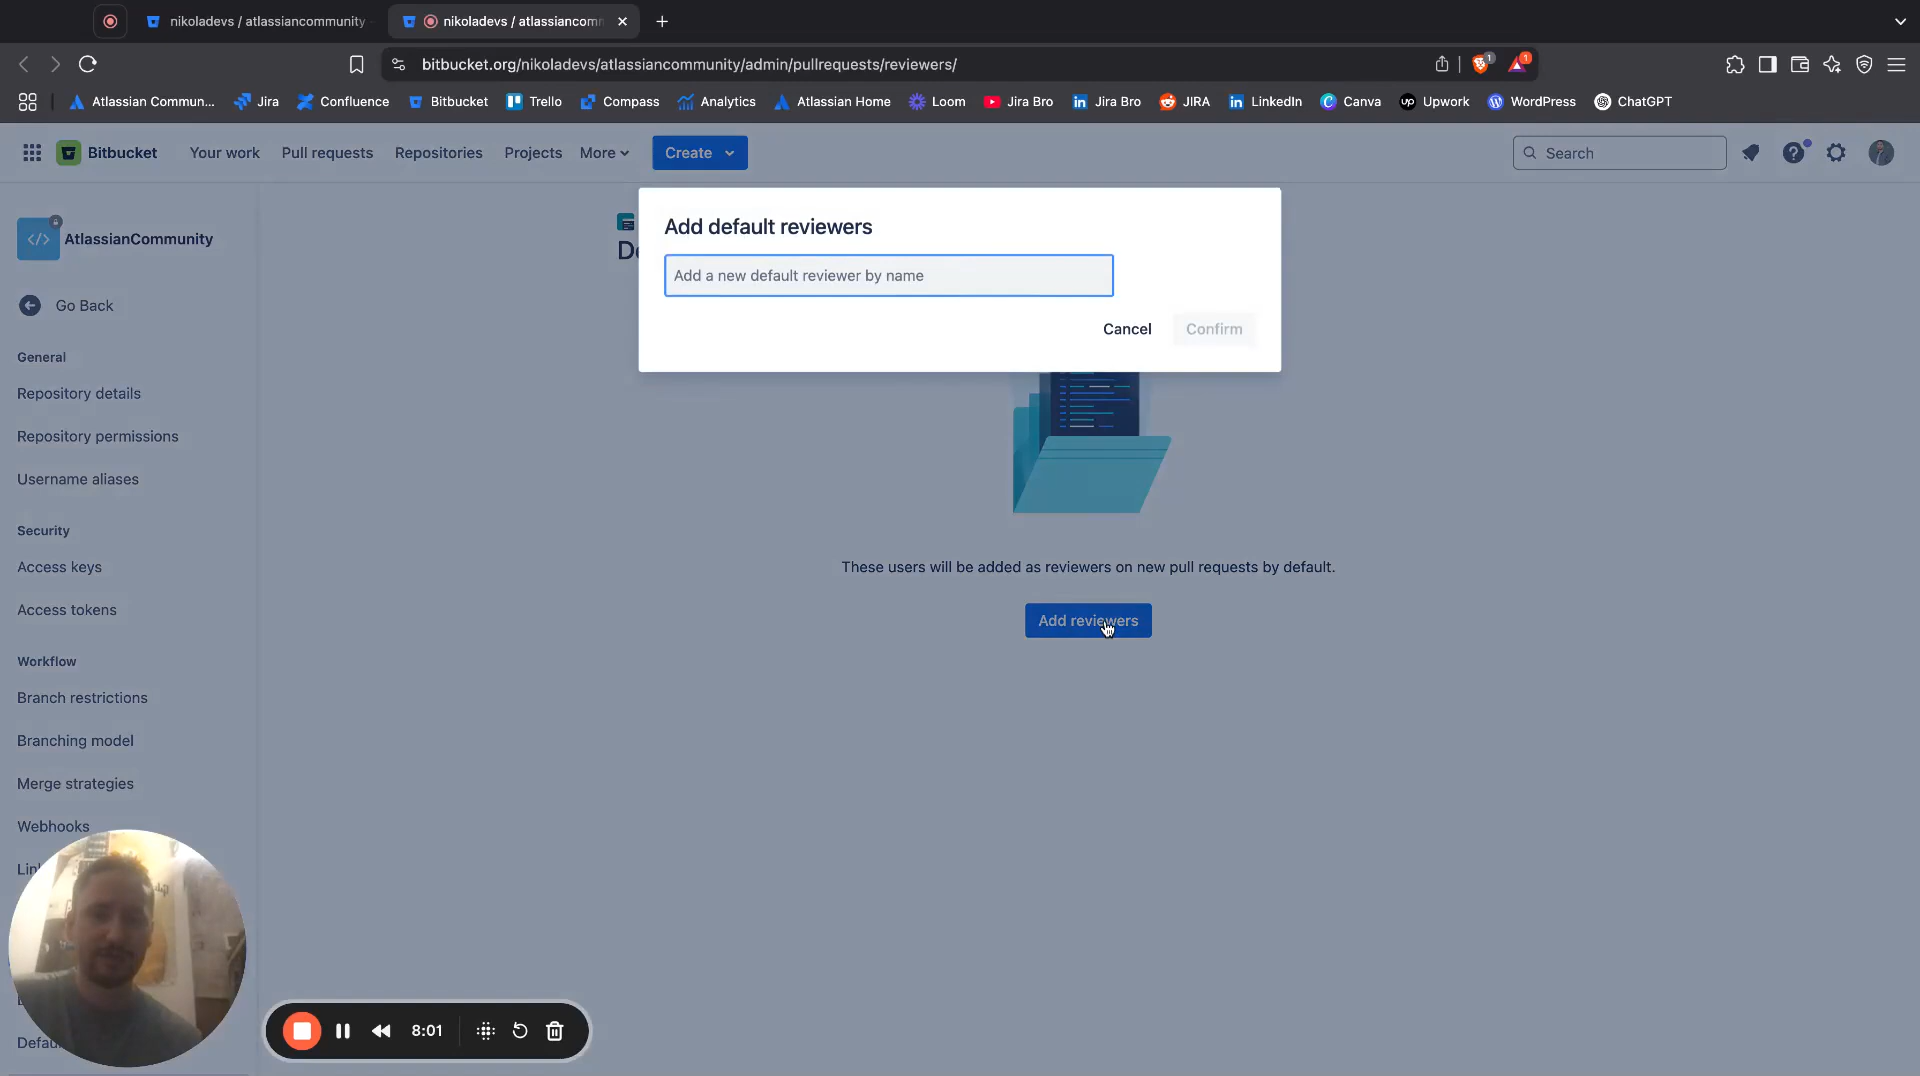 nikoladevs / atlassiancommunity
nikoladevs / atlassiancomm
bitbucket.org/nikoladevs/atlassiancommunity/admin/pullrequests/reviewers/
1
1
Atlassian Commun...
Jira
Confluence
Bitbucket
Trello
Compass
Analytics
Atlassian Home
Loom
Jira Bro
Jira Bro
JIRA
LinkedIn
Canva
Upwork
WordPress
ChatGPT
Bitbucket
Your work
Pull requests
Repositories
Projects
More
Create
Search
AtlassianCommunity
Go Back
General
Repository details
Repository permissions
Username aliases
Security
Access keys
Access tokens
Workflow
Branch restrictions
Branching model
Merge strategies
Webhooks
Add default reviewers
Add a new default reviewer by name
Cancel
Confirm
These users will be added as reviewers on new pull requests by default.
Add reviewers
8:01